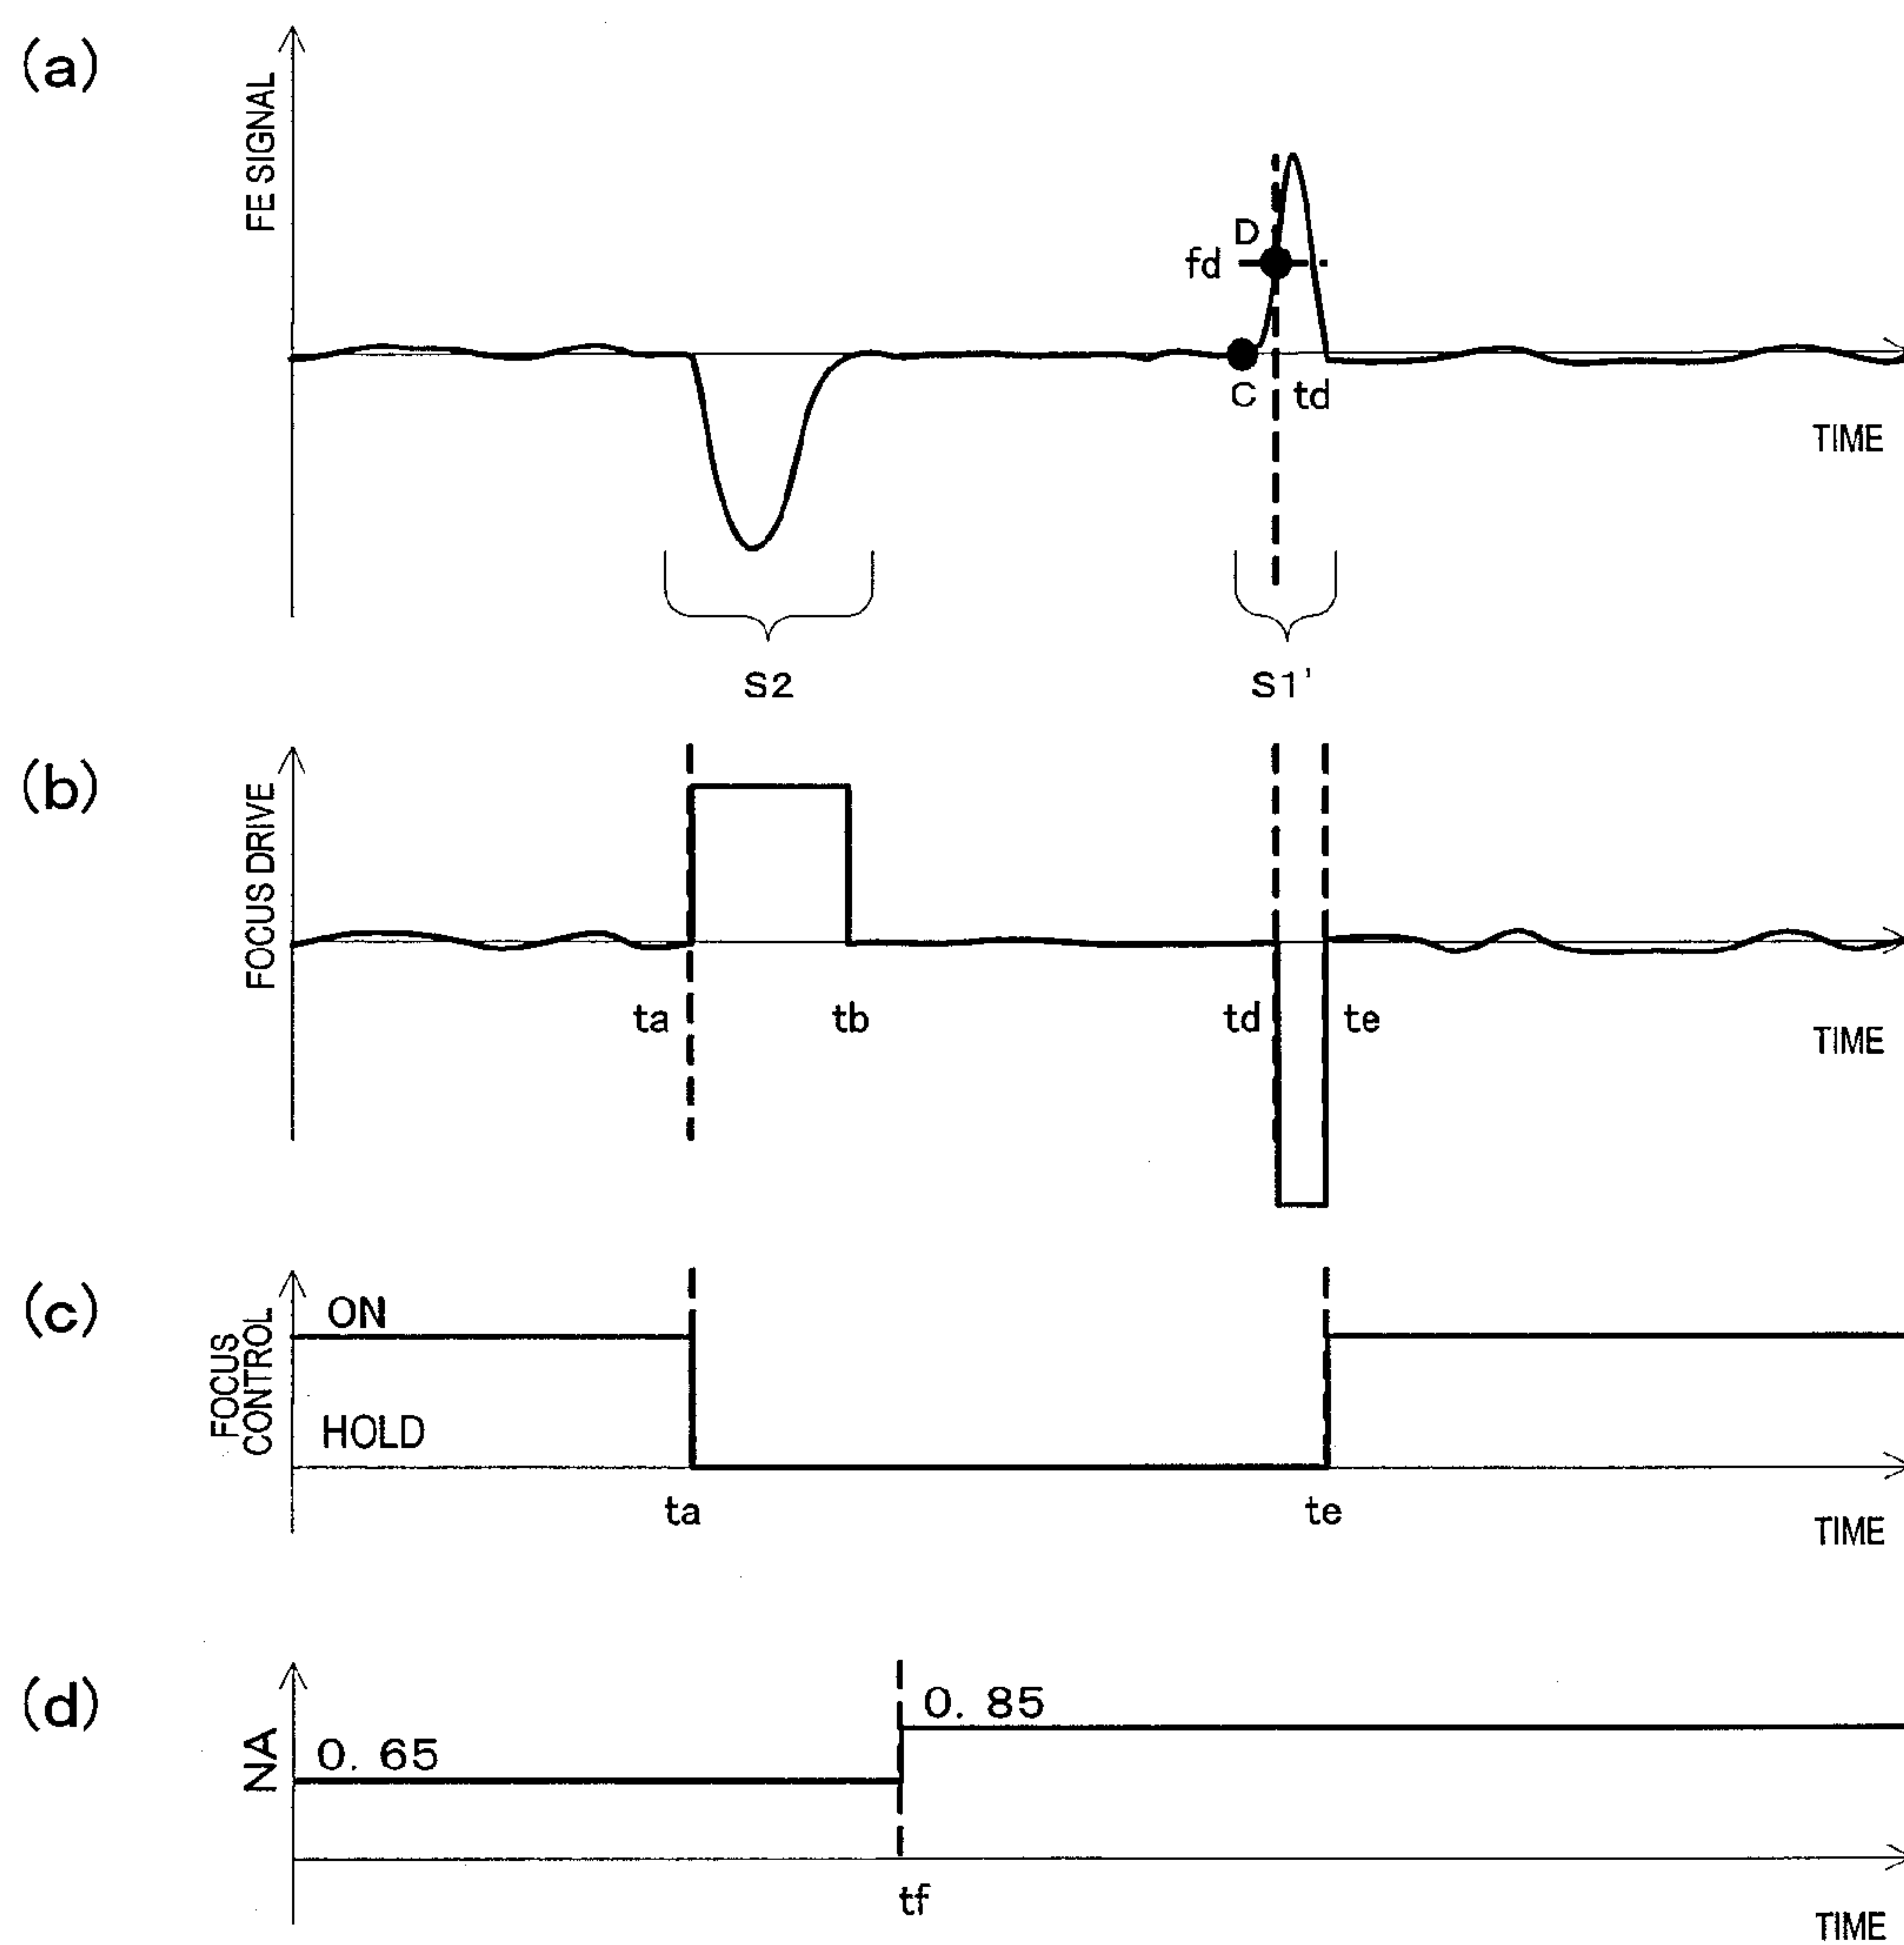 (a)
FE SIGNAL
D
fd
C td
TIME
S2 S1'
(b)
FOCUS DRIVE
ta tb td te
TIME
(c)
FOCUS
CONTROL
ON
HOLD
ta te
TIME
(d)
NA
0. 65
0. 85
tf
TIME